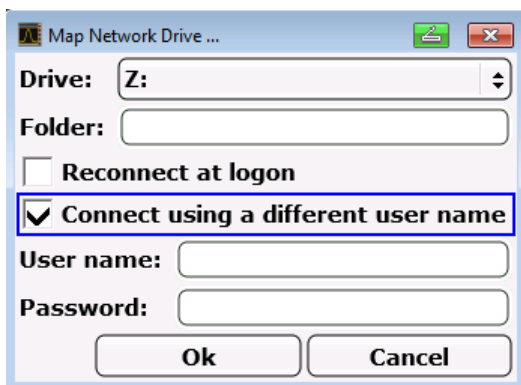 Map Network Drive ...
Drive: Z:
Folder:
Reconnect at logon
Connect using a different user name
User name:
Password:
Ok Cancel